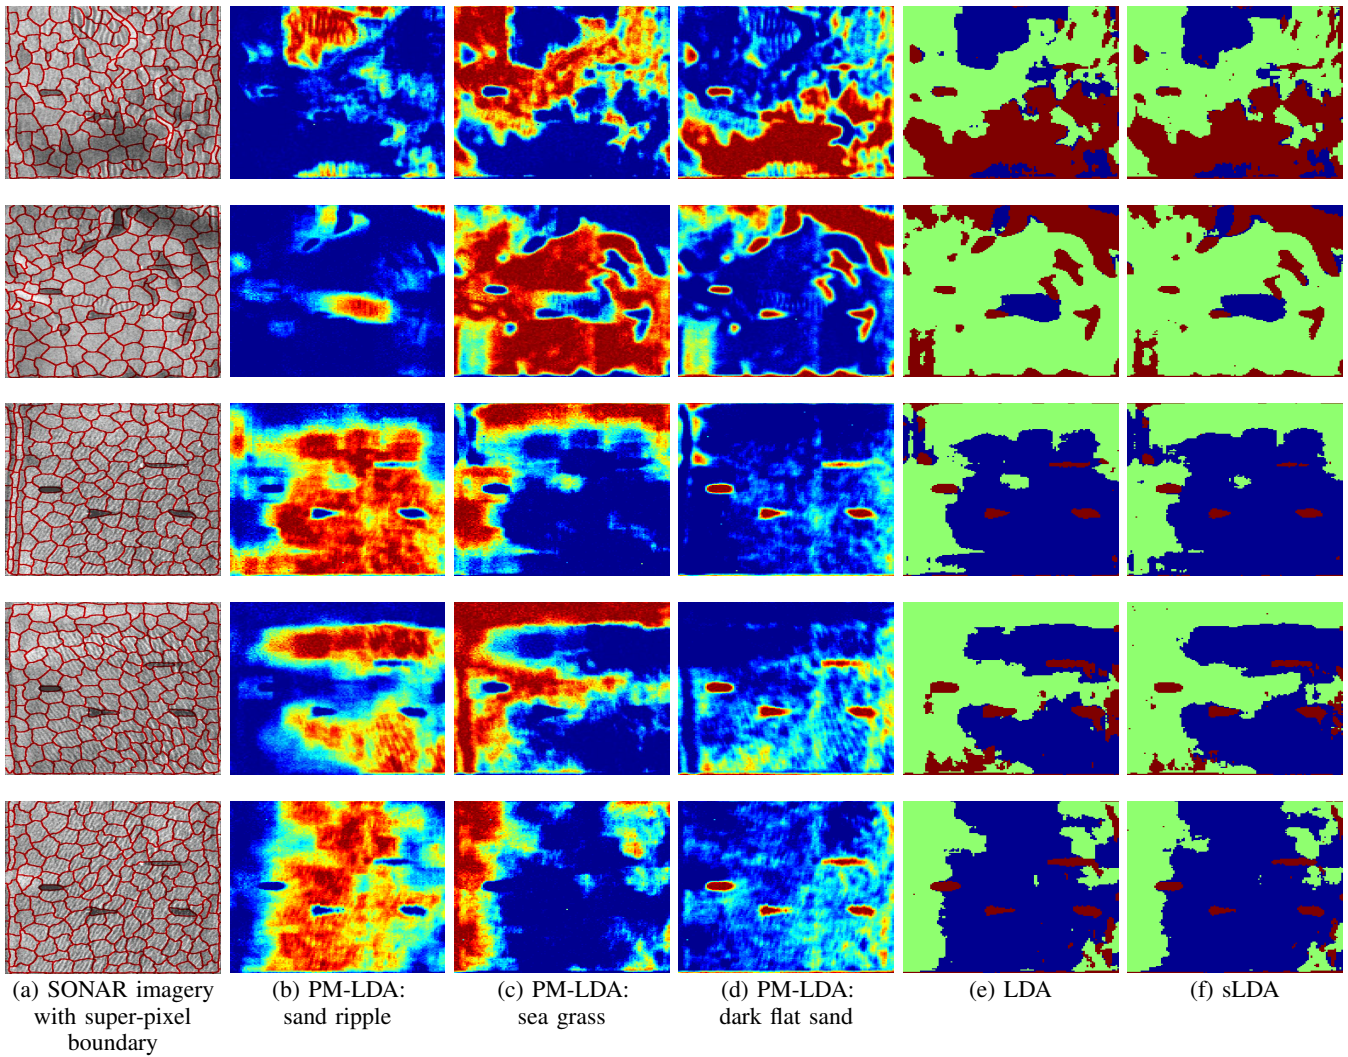 (a) SONAR imagery
with super-pixel
boundary
(b) PM-LDA:
sand ripple
(c) PM-LDA:
sea grass
(d) PM-LDA:
dark flat sand
(e) LDA
(f) sLDA